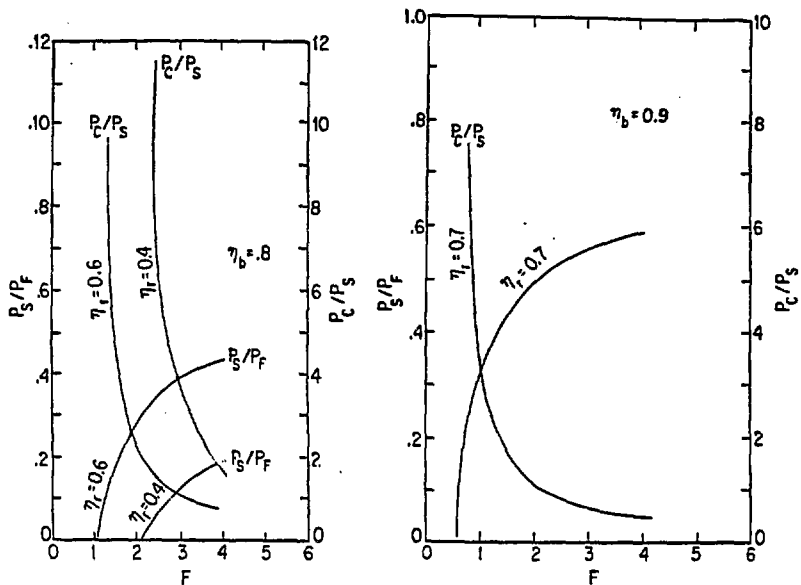 .12
.10
.80
.60
.4
.2
0
P_S/P_F
0 1 2 3 4 5 6
F
12
10
8
6
4
2
0
P_C/P_S
P_C/P_S
P_C/P_S
η_r=0.6
η_r=0.4
η_b=.8
P_S/P_F
P_S/P_F
η_r=0.6
η_r=0.4
1.0
.8
.6
.4
.2
0
P_S/P_F
0 1 2 3 4 5 6
F
10
8
6
4
2
0
P_C/P_S
P_C/P_S
η_b=0.9
η_r=0.7
η_r=0.7